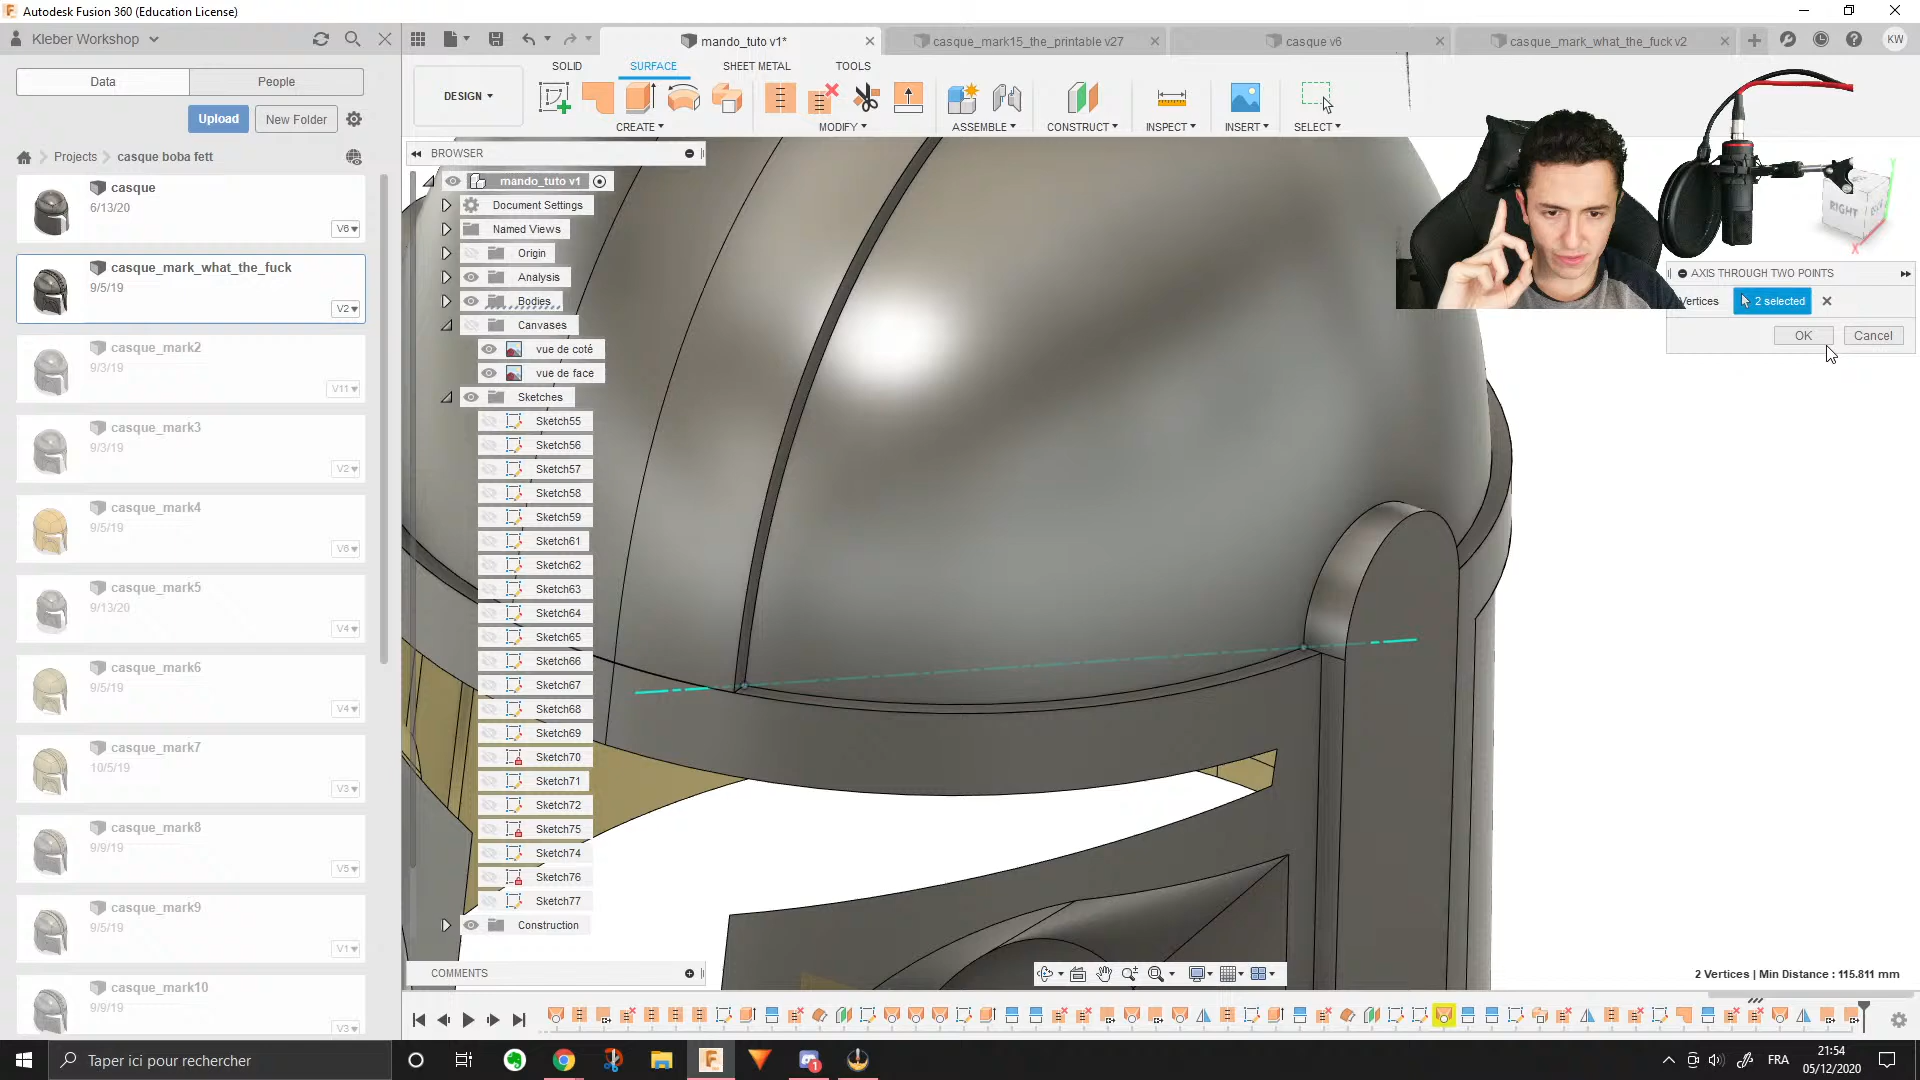 Autodesk Fusion 360 (Education License)
Kleber Workshop
mando_tuto v1*
casque_mark15_the_printable v27
casque v6
casque_mark_what_the_fuck v2
KW
Data
People
Upload
New Folder
Projects
casque boba fett
casque
6/13/20
V6
casque_mark_what_the_fuck
9/5/19
V2
casque_mark2
9/3/19
V11
casque_mark3
9/3/19
V2
casque_mark4
9/5/19
V6
casque_mark5
9/13/20
V4
casque_mark6
9/5/19
V4
casque_mark7
10/5/19
V3
casque_mark8
9/9/19
V5
casque_mark9
9/5/19
V1
casque_mark10
9/9/19
V3
SOLID
SURFACE
SHEET METAL
TOOLS
DESIGN
CREATE
MODIFY
ASSEMBLE
CONSTRUCT
INSPECT
INSERT
SELECT
BROWSER
mando_tuto v1
Document Settings
Named Views
Origin
Analysis
Bodies
Canvases
vue de coté
vue de face
Sketches
Sketch55
Sketch56
Sketch57
Sketch58
Sketch59
Sketch61
Sketch62
Sketch63
Sketch64
Sketch65
Sketch66
Sketch67
Sketch68
Sketch69
Sketch70
Sketch71
Sketch72
Sketch75
Sketch74
Sketch76
Sketch77
Construction
COMMENTS
RIGHT
Z
X
AXIS THROUGH TWO POINTS
Vertices
2 selected
OK
Cancel
2 Vertices | Min Distance : 115.811 mm
Taper ici pour rechercher
FRA
21:54
05/12/2020